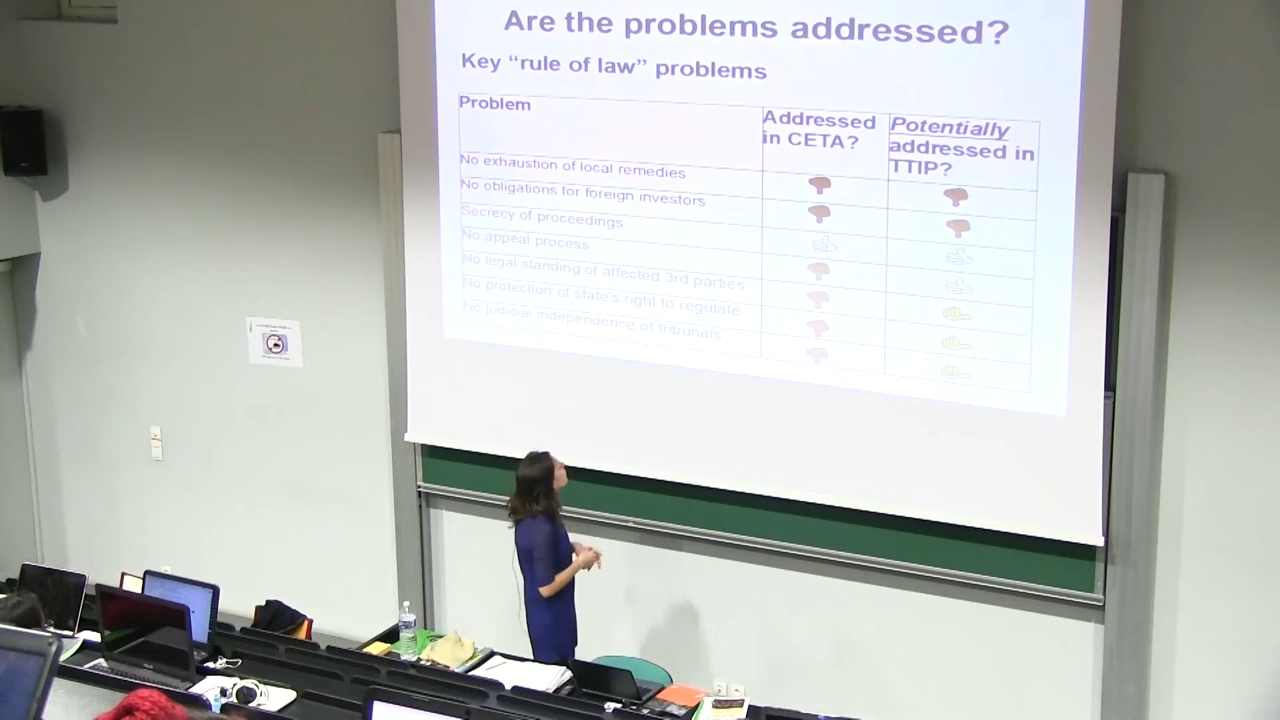 Are the problems addressed?
Key “rule of law” problems
Problem
Addressed
in CETA?
Potentially
addressed in
TTIP?
No exhaustion of local remedies
No obligations for foreign investors
Secrecy of proceedings
No appeal process
No legal standing of affected 3rd parties
No protection of state's right to regulate
No judicial independence of tribunals